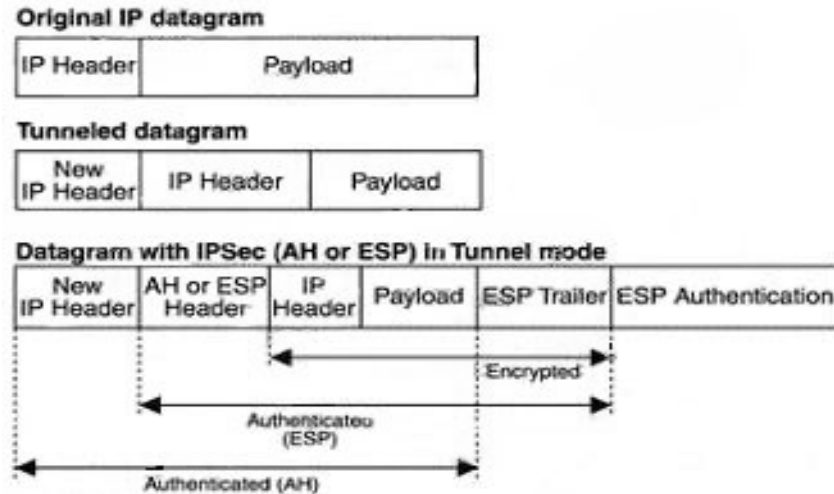 Original IP datagram
IP Header
Payload
Tunneled datagram
New
IP Header
IP Header
Payload
Datagram with IPSec (AH or ESP) in Tunnel mode
New
IP Header
AH or ESP
Header
IP
Header
Payload
ESP Trailer
ESP Authentication
Encrypted
Authenticated
(ESP)
Authenticated (AH)